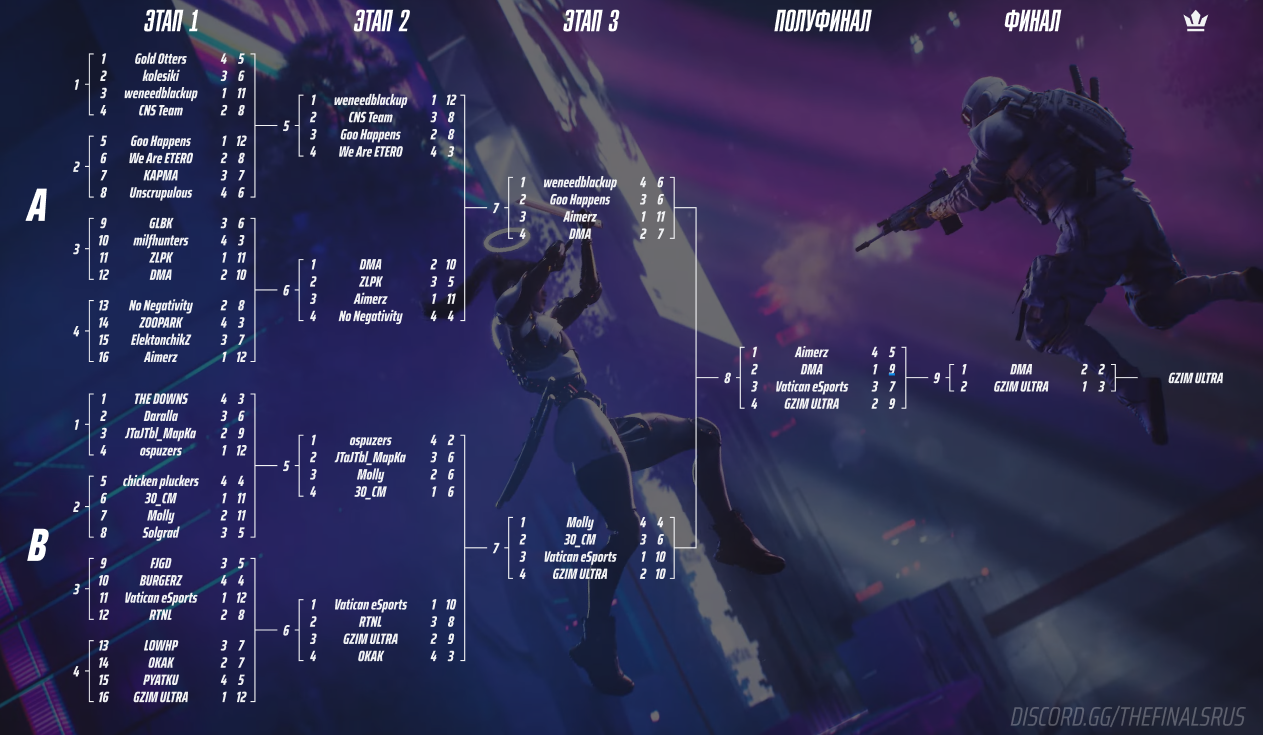 ЭТАП 1
ЭТАП 2
ЭТАП 3
ПОЛУФИНАЛ
ФИНАЛ
A
1
1 Gold Otters 4 5
2 kolesiki 3 6
3 weneedblackup 1 11
4 CNS Team 2 8
2
5 Goo Happens 1 12
6 We Are ETERO 2 8
7 КАРМА 3 7
8 Unscrupulous 4 6
3
9 GLBK 3 6
10 milfhunters 4 3
11 ZLPK 1 11
12 DMA 2 10
4
13 No Negativity 2 8
14 ZOOPARK 4 3
15 ElektonchikZ 3 7
16 Aimerz 1 12
5
1 weneedblackup 1 12
2 CNS Team 3 8
3 Goo Happens 2 8
4 We Are ETERO 4 3
6
1 DMA 2 10
2 ZLPK 3 5
3 Aimerz 1 11
4 No Negativity 4 4
7
1 weneedblackup 4 6
2 Goo Happens 3 6
3 Aimerz 1 11
4 DMA 2 7
B
1
1 THE DOWNS 4 3
2 Daralla 3 6
3 JTaJTbl_MapKa 2 9
4 ospuzers 1 12
2
5 chicken pluckers 4 4
6 30_CM 1 11
7 Molly 2 11
8 Solgrad 3 5
3
9 FJGD 3 5
10 BURGERZ 4 4
11 Vatican eSports 1 12
12 RTNL 2 8
4
13 LOWHP 3 7
14 OKAK 2 7
15 PYATKU 4 5
16 GZIM ULTRA 1 12
5
1 ospuzers 4 2
2 JTaJTbl_MapKa 3 6
3 Molly 2 6
4 30_CM 1 6
6
1 Vatican eSports 1 10
2 RTNL 3 8
3 GZIM ULTRA 2 9
4 OKAK 4 3
7
1 Molly 4 4
2 30_CM 3 6
3 Vatican eSports 1 10
4 GZIM ULTRA 2 10
8
1 Aimerz 4 5
2 DMA 1 9
3 Vatican eSports 3 7
4 GZIM ULTRA 2 9
9
1 DMA 2 2
2 GZIM ULTRA 1 3
GZIM ULTRA
DISCORD.GG/THEFINALSRUS